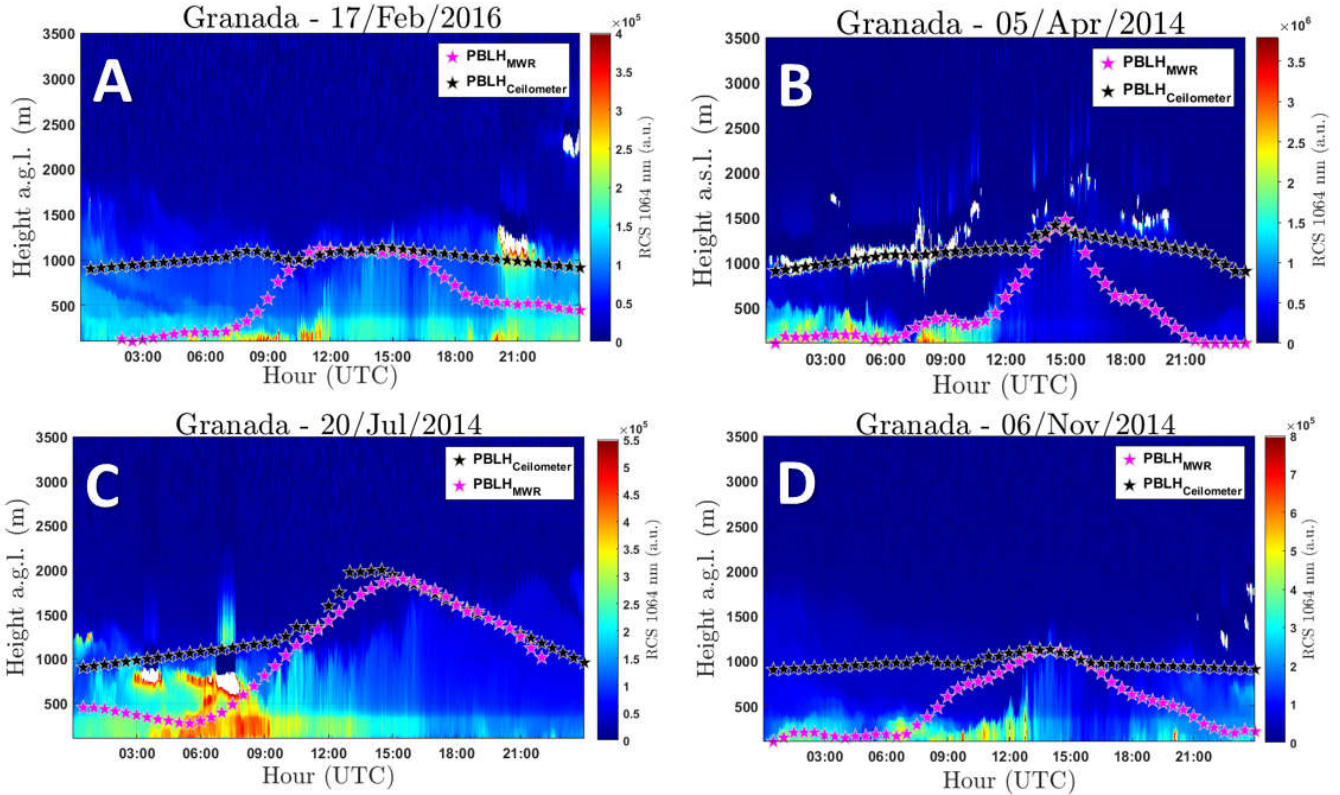 Granada - 17/Feb/2016
×10⁵
A
PBLH_MWR
PBLH_Ceilometer
3500
3000
2500
2000
1500
1000
500
Height a.g.l. (m)
03:00 06:00 09:00 12:00 15:00 18:00 21:00
Hour (UTC)
4
3.5
3
2.5
2
1.5
1
0.5
0
RCS 1064 nm (a.u.)
Granada - 05/Apr/2014
×10⁶
B
PBLH_MWR
PBLH_Ceilometer
3500
3000
2500
2000
1500
1000
500
Height a.s.l. (m)
03:00 06:00 09:00 12:00 15:00 18:00 21:00
Hour (UTC)
3.5
3
2.5
2
1.5
1
0.5
0
RCS 1064 nm (a.u.)
Granada - 20/Jul/2014
×10⁵
C
PBLH_Ceilometer
PBLH_MWR
3500
3000
2500
2000
1500
1000
500
Height a.g.l. (m)
03:00 06:00 09:00 12:00 15:00 18:00 21:00
Hour (UTC)
5.5
5
4.5
4
3.5
3
2.5
2
1.5
1
0.5
0
RCS 1064 nm (a.u.)
Granada - 06/Nov/2014
×10⁵
D
PBLH_MWR
PBLH_Ceilometer
3500
3000
2500
2000
1500
1000
500
Height a.g.l. (m)
03:00 06:00 09:00 12:00 15:00 18:00 21:00
Hour (UTC)
8
7
6
5
4
3
2
1
0
RCS 1064 nm (a.u.)